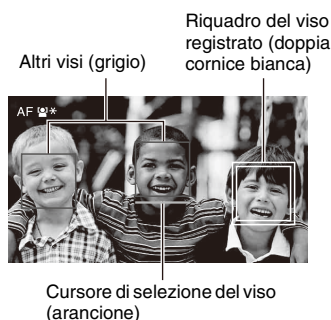 Riquadro del viso
registrato (doppia
cornice bianca)
Altri visi (grigio)
AF
Cursore di selezione del viso
(arancione)